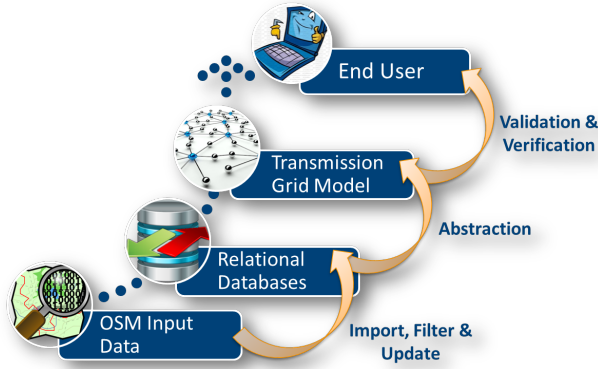 End User
Validation &
Verification
Transmission
Grid Model
Abstraction
Relational
Databases
OSM Input
Data
Import, Filter &
Update